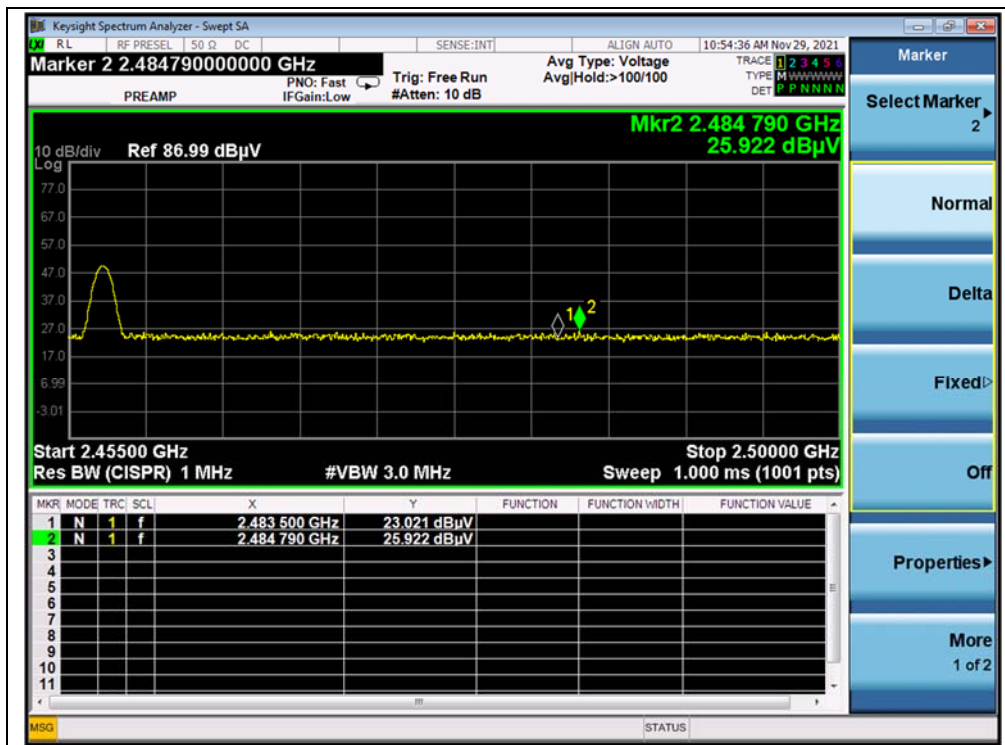 Keysight Spectrum Analyzer - Swept SA
LXI RL RF PRESEL 50 Ω DC SENSE:INT ALIGN AUTO 10:54:36 AM Nov 29, 2021
Marker 2 2.484790000000 GHz
PREAMP
PNO: Fast
IFGain:Low
Trig: Free Run
#Atten: 10 dB
Avg Type: Voltage
Avg|Hold:>100/100
TRACE 1 2 3 4 5 6
TYPE M WWWWW
DET P P N N N N
Mkr2 2.484 790 GHz
25.922 dBµV
10 dB/div Ref 86.99 dBµV
Log
77.0
67.0
57.0
47.0
37.0
27.0
17.0
6.99
-3.01
1 2
Start 2.45500 GHz Stop 2.50000 GHz
Res BW (CISPR) 1 MHz #VBW 3.0 MHz Sweep 1.000 ms (1001 pts)
MKR MODE TRC SCL X Y FUNCTION FUNCTION WIDTH FUNCTION VALUE
1 N 1 f 2.483 500 GHz 23.021 dBµV
2 N 1 f 2.484 790 GHz 25.922 dBµV
3
4
5
6
7
8
9
10
11
MSG STATUS
Marker
Select Marker
2
Normal
Delta
Fixed
Off
Properties
More
1 of 2